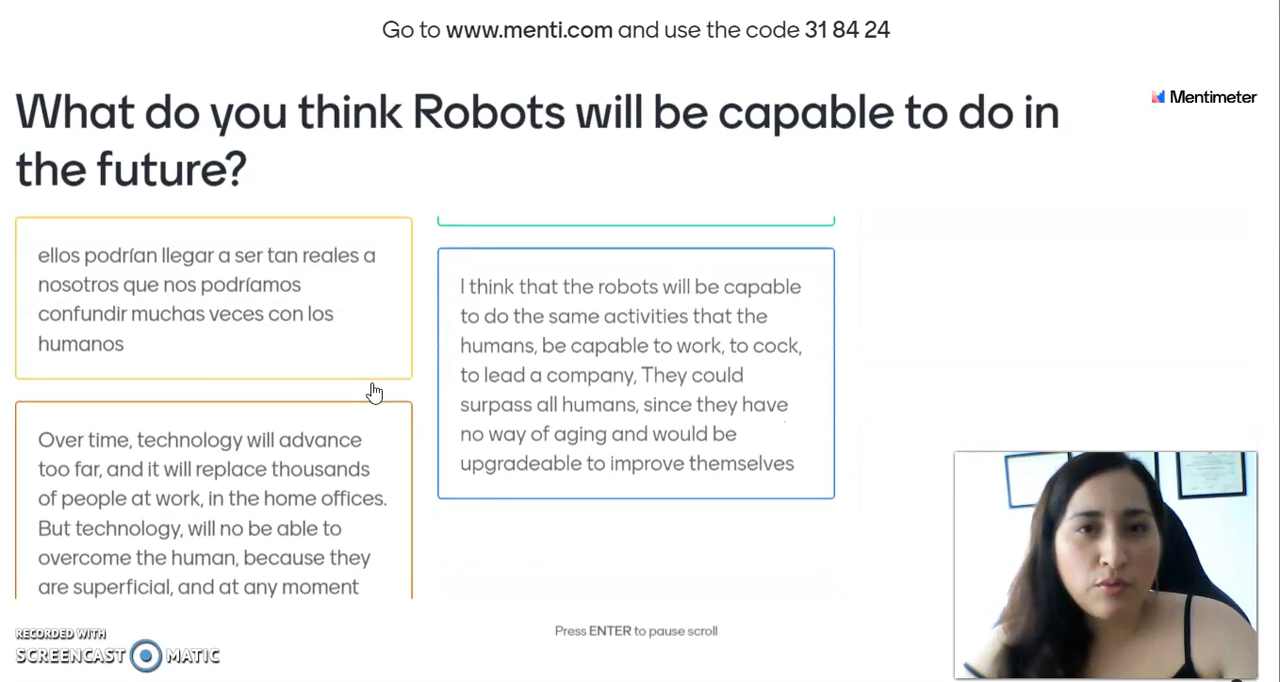 Go to www.menti.com and use the code 31 84 24
Mentimeter
What do you think Robots will be capable to do in
the future?
ellos podrían llegar a ser tan reales a
nosotros que nos podríamos
confundir muchas veces con los
humanos
Over time, technology will advance
too far, and it will replace thousands
of people at work, in the home offices.
But technology, will no be able to
overcome the human, because they
are superficial, and at any moment
I think that the robots will be capable
to do the same activities that the
humans, be capable to work, to cock,
to lead a company, They could
surpass all humans, since they have
no way of aging and would be
upgradeable to improve themselves
Press ENTER to pause scroll
RECORDED WITH
SCREENCAST MATIC